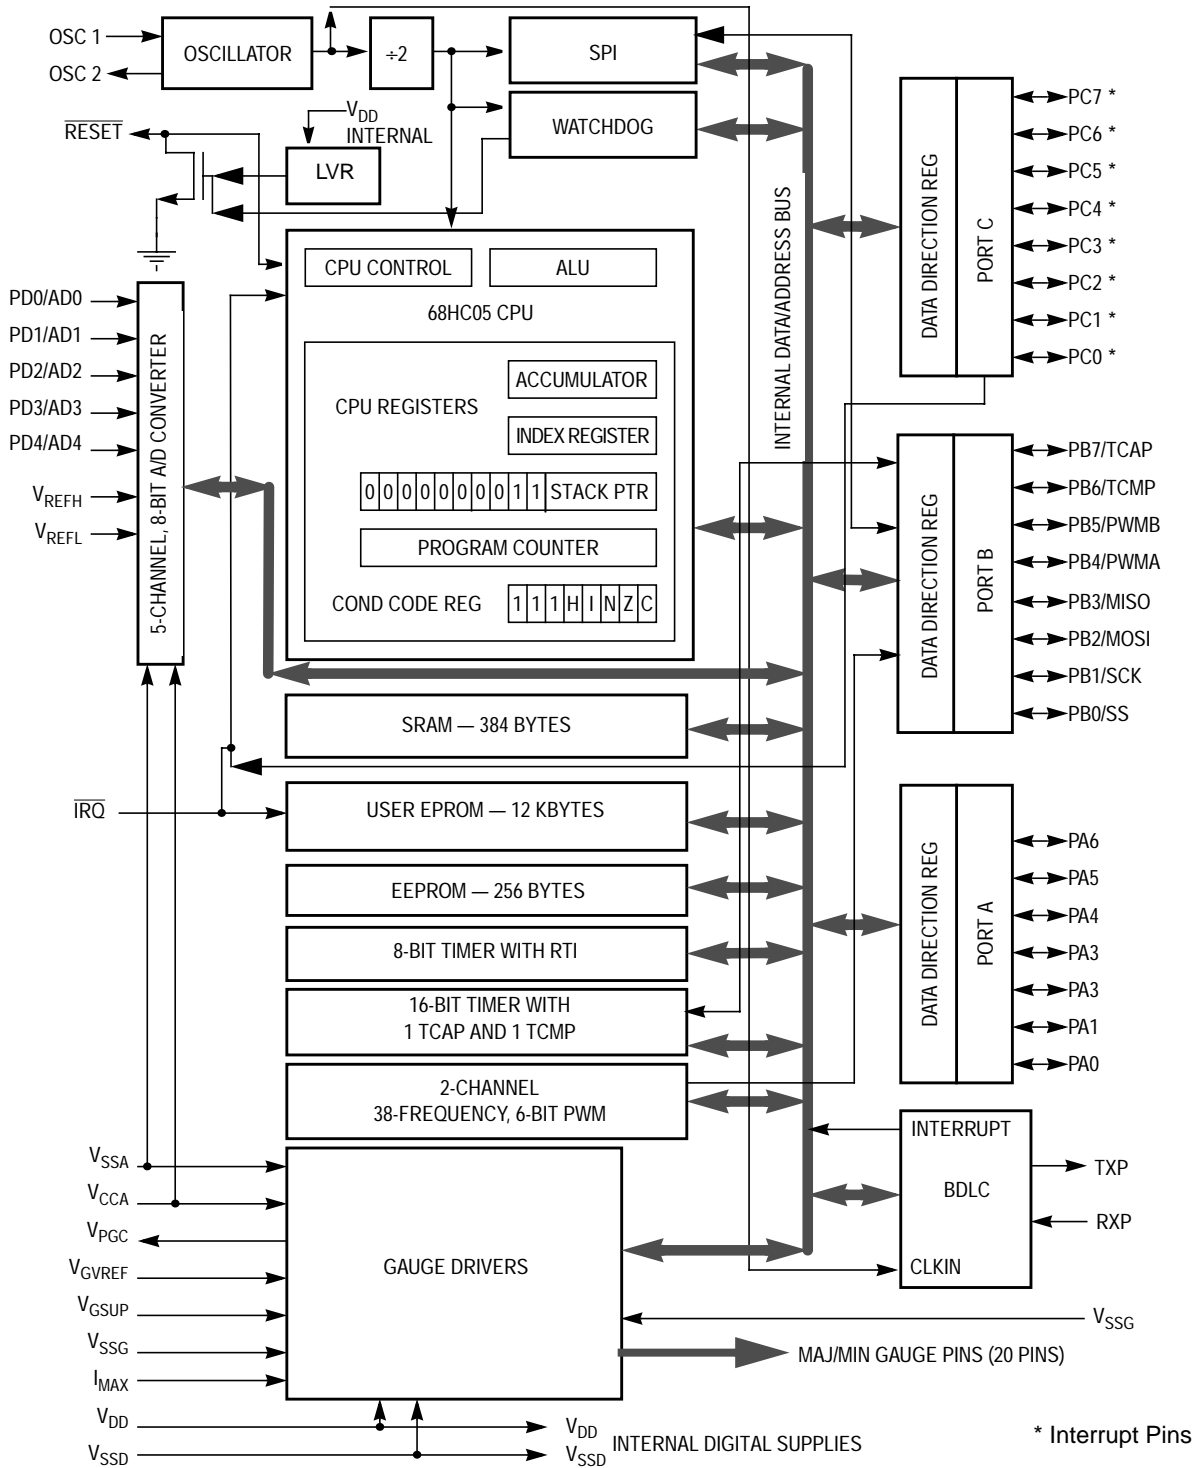 OSC 1
OSC 2
OSCILLATOR
÷2
SPI
WATCHDOG
RESET
VDD
INTERNAL
LVR
CPU CONTROL
ALU
68HC05 CPU
CPU REGISTERS
ACCUMULATOR
INDEX REGISTER
0 0 0 0 0 0 0 0 1 1 STACK PTR
PROGRAM COUNTER
COND CODE REG
1 1 1 H I N Z C
INTERNAL DATA/ADDRESS BUS
PD0/AD0
PD1/AD1
PD2/AD2
PD3/AD3
PD4/AD4
VREFH
VREFL
5-CHANNEL, 8-BIT A/D CONVERTER
SRAM — 384 BYTES
IRQ
USER EPROM — 12 KBYTES
EEPROM — 256 BYTES
8-BIT TIMER WITH RTI
16-BIT TIMER WITH
1 TCAP AND 1 TCMP
2-CHANNEL
38-FREQUENCY, 6-BIT PWM
VSSA
VCCA
VPGC
VGVREF
VGSUP
VSSG
IMAX
VDD
VSSD
GAUGE DRIVERS
VDD
VSSD
INTERNAL DIGITAL SUPPLIES
DATA DIRECTION REG
PORT C
PC7 *
PC6 *
PC5 *
PC4 *
PC3 *
PC2 *
PC1 *
PC0 *
DATA DIRECTION REG
PORT B
PB7/TCAP
PB6/TCMP
PB5/PWMB
PB4/PWMA
PB3/MISO
PB2/MOSI
PB1/SCK
PB0/SS
DATA DIRECTION REG
PORT A
PA6
PA5
PA4
PA3
PA3
PA1
PA0
INTERRUPT
BDLC
CLKIN
TXP
RXP
VSSG
MAJ/MIN GAUGE PINS (20 PINS)
* Interrupt Pins